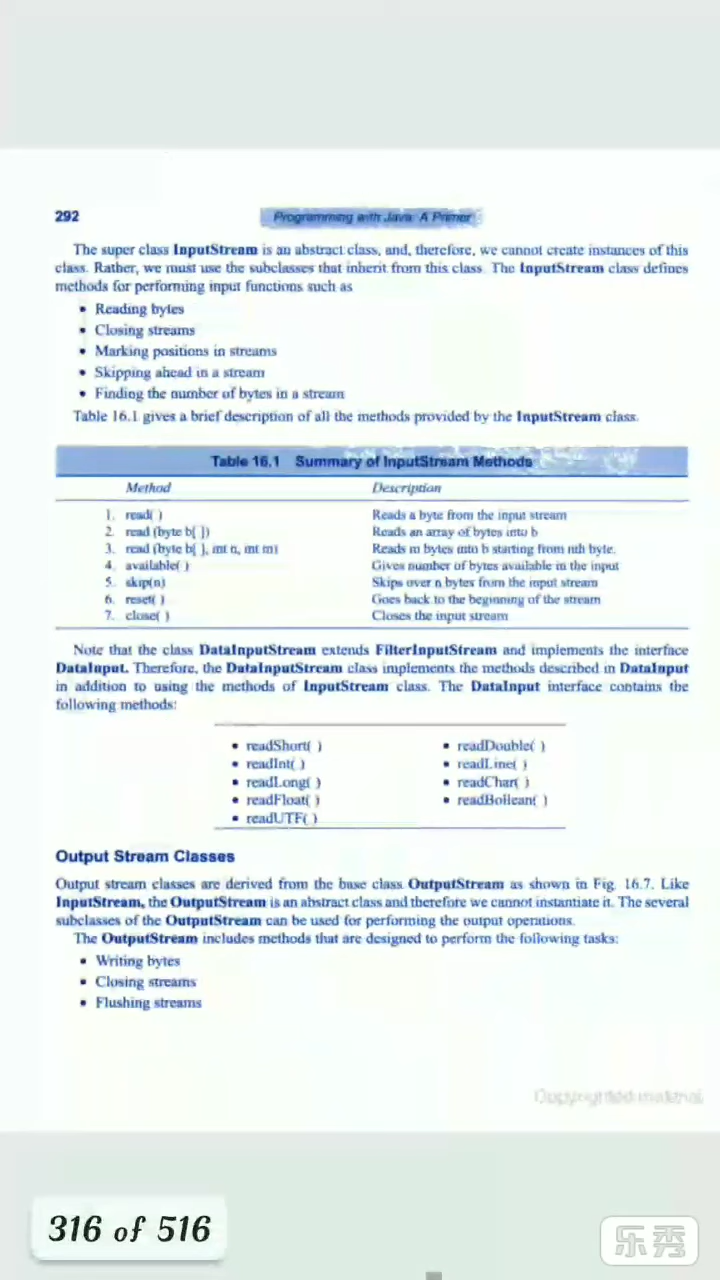 292
Programming with Java: A Primer
The super class InputStream is an abstract class, and, therefore, we cannot create instances of this
class. Rather, we must use the subclasses that inherit from this class. The InputStream class defines
methods for performing input functions such as
• Reading bytes
• Closing streams
• Marking positions in streams
• Skipping ahead in a stream
• Finding the number of bytes in a stream
Table 16.1 gives a brief description of all the methods provided by the InputStream class.
Table 16.1 Summary of InputStream Methods
Method Description
1. read( ) Reads a byte from the input stream
2. read (byte b[ ]) Reads an array of bytes into b
3. read (byte b[ ], int n, int m) Reads m bytes into b starting from nth byte.
4. available( ) Gives number of bytes available in the input
5. skip(n) Skips over n bytes from the input stream
6. reset( ) Goes back to the beginning of the stream
7. close( ) Closes the input stream
Note that the class DataInputStream extends FilterInputStream and implements the interface
DataInput. Therefore, the DataInputStream class implements the methods described in DataInput
in addition to using the methods of InputStream class. The DataInput interface contains the
following methods:
• readShort( ) • readDouble( )
• readInt( ) • readLine( )
• readLong( ) • readChar( )
• readFloat( ) • readBollean( )
• readUTF( )
Output Stream Classes
Output stream classes are derived from the base class OutputStream as shown in Fig. 16.7. Like
InputStream, the OutputStream is an abstract class and therefore we cannot instantiate it. The several
subclasses of the OutputStream can be used for performing the output operations.
The OutputStream includes methods that are designed to perform the following tasks:
• Writing bytes
• Closing streams
• Flushing streams
Copyrighted material
316 of 516
乐秀